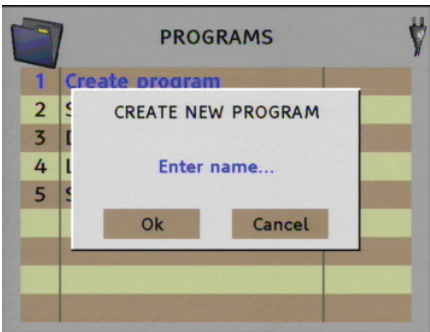 PROGRAMS
1 Create program
2 S
3 D
4 L
5 S
CREATE NEW PROGRAM
Enter name...
Ok
Cancel